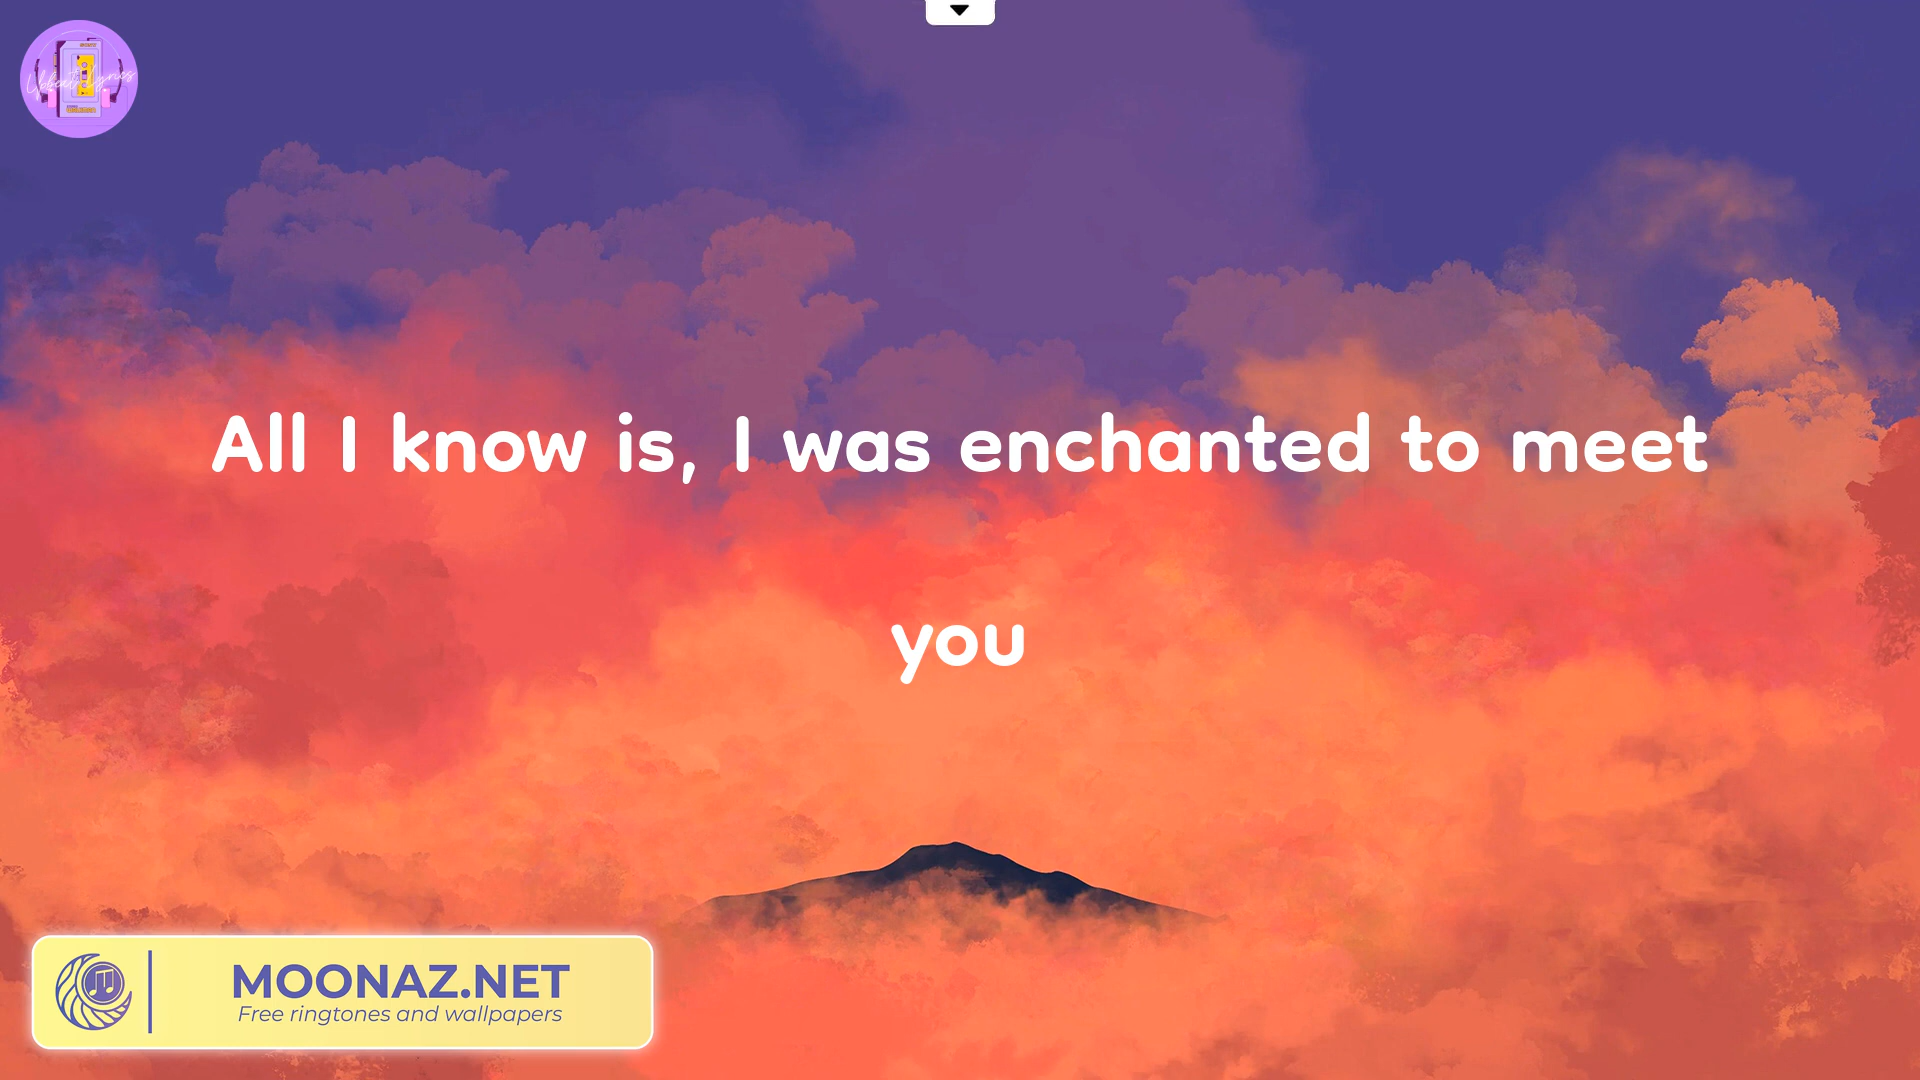 All I know is, I was enchanted to meet
you
MOONAZ.NET
Free ringtones and wallpapers